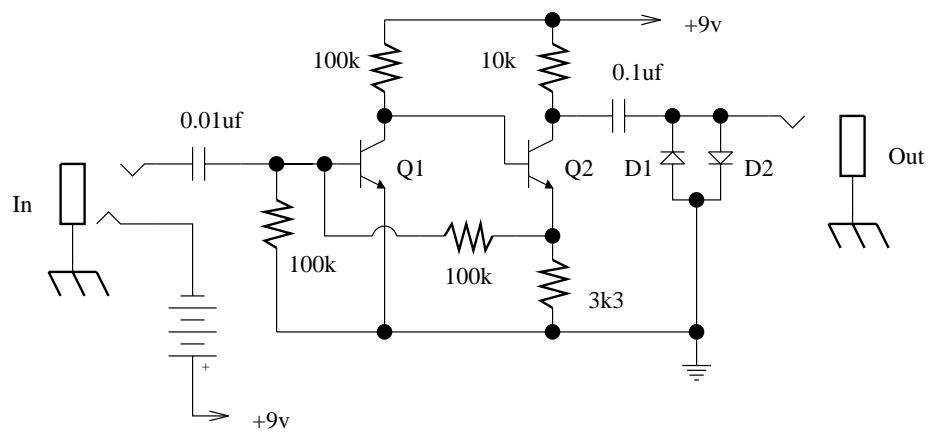 +9v
100k
10k
0.1uf
0.01uf
Q1
Q2
D1
D2
Out
In
100k
100k
3k3
+
+9v